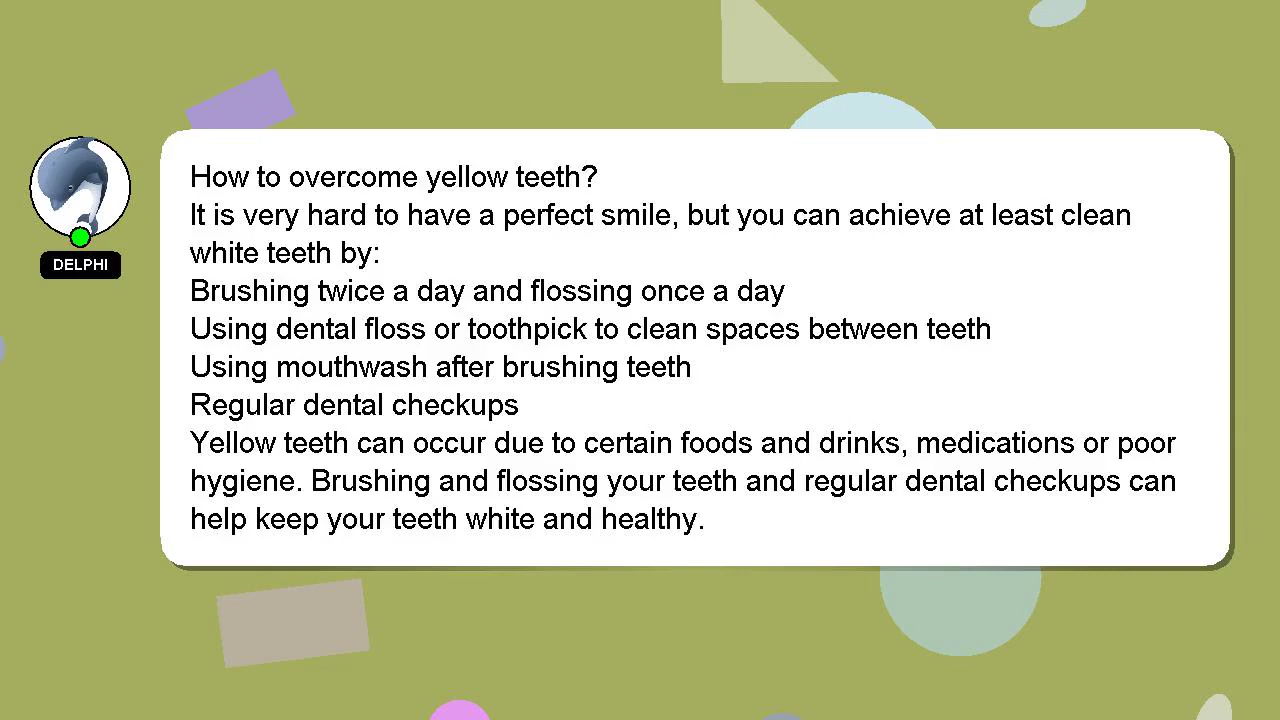 DELPHI
How to overcome yellow teeth?
It is very hard to have a perfect smile, but you can achieve at least clean
white teeth by:
Brushing twice a day and flossing once a day
Using dental floss or toothpick to clean spaces between teeth
Using mouthwash after brushing teeth
Regular dental checkups
Yellow teeth can occur due to certain foods and drinks, medications or poor
hygiene. Brushing and flossing your teeth and regular dental checkups can
help keep your teeth white and healthy.